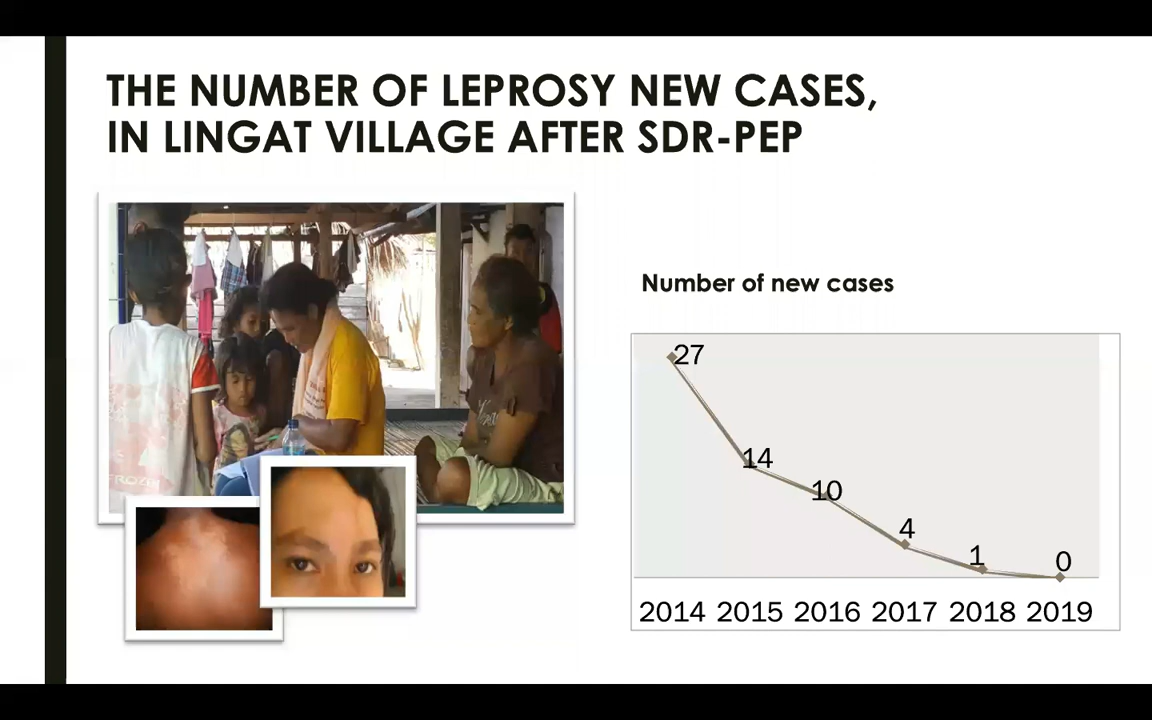 THE NUMBER OF LEPROSY NEW CASES,
IN LINGAT VILLAGE AFTER SDR-PEP
Number of new cases
27
14
10
4
1
0
2014 2015 2016 2017 2018 2019
FROZEN